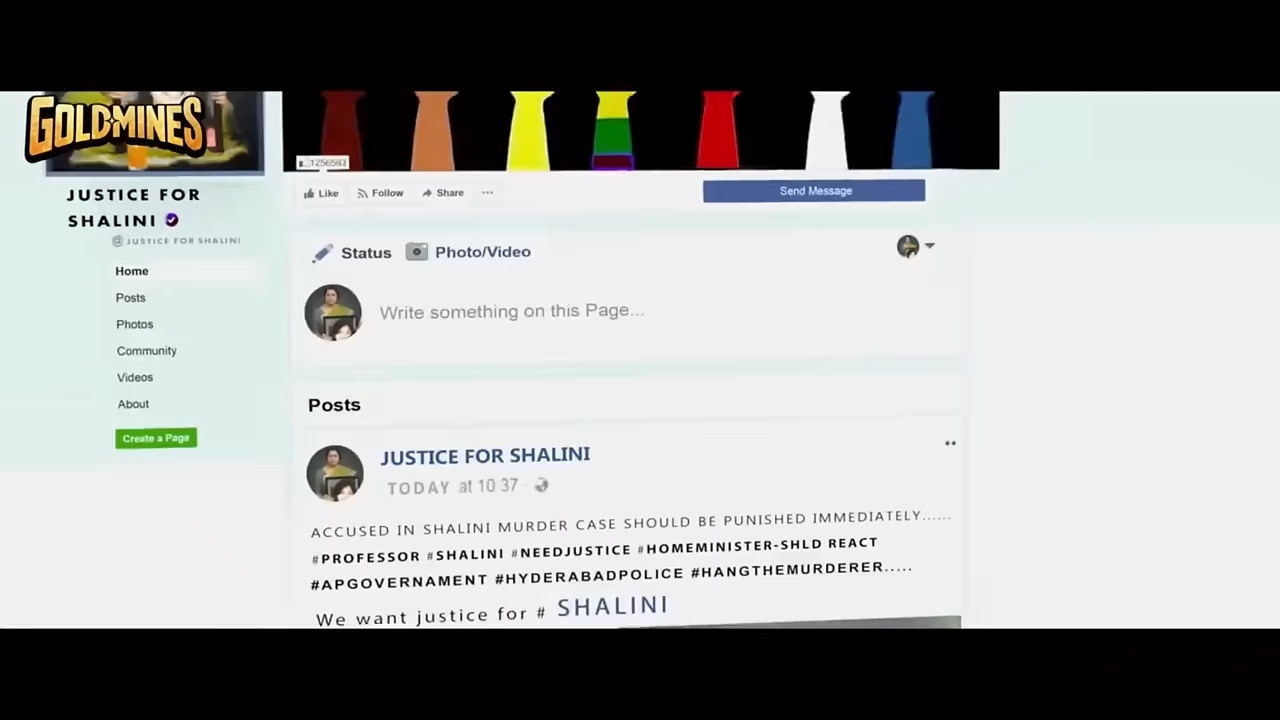 GOLDMINES
JUSTICE FOR
SHALINI
@ JUSTICE FOR SHALINI
Home
Posts
Photos
Community
Videos
About
Create a Page
1256583
Like Follow Share ...
Send Message
Status Photo/Video
Write something on this Page...
Posts
JUSTICE FOR SHALINI
TODAY at 10 37
ACCUSED IN SHALINI MURDER CASE SHOULD BE PUNISHED IMMEDIATELY......
#PROFESSOR #SHALINI #NEEDJUSTICE #HOMEMINISTER-SHLD REACT
#APGOVERNAMENT #HYDERABADPOLICE #HANGTHEMURDERER.....
We want justice for # SHALINI